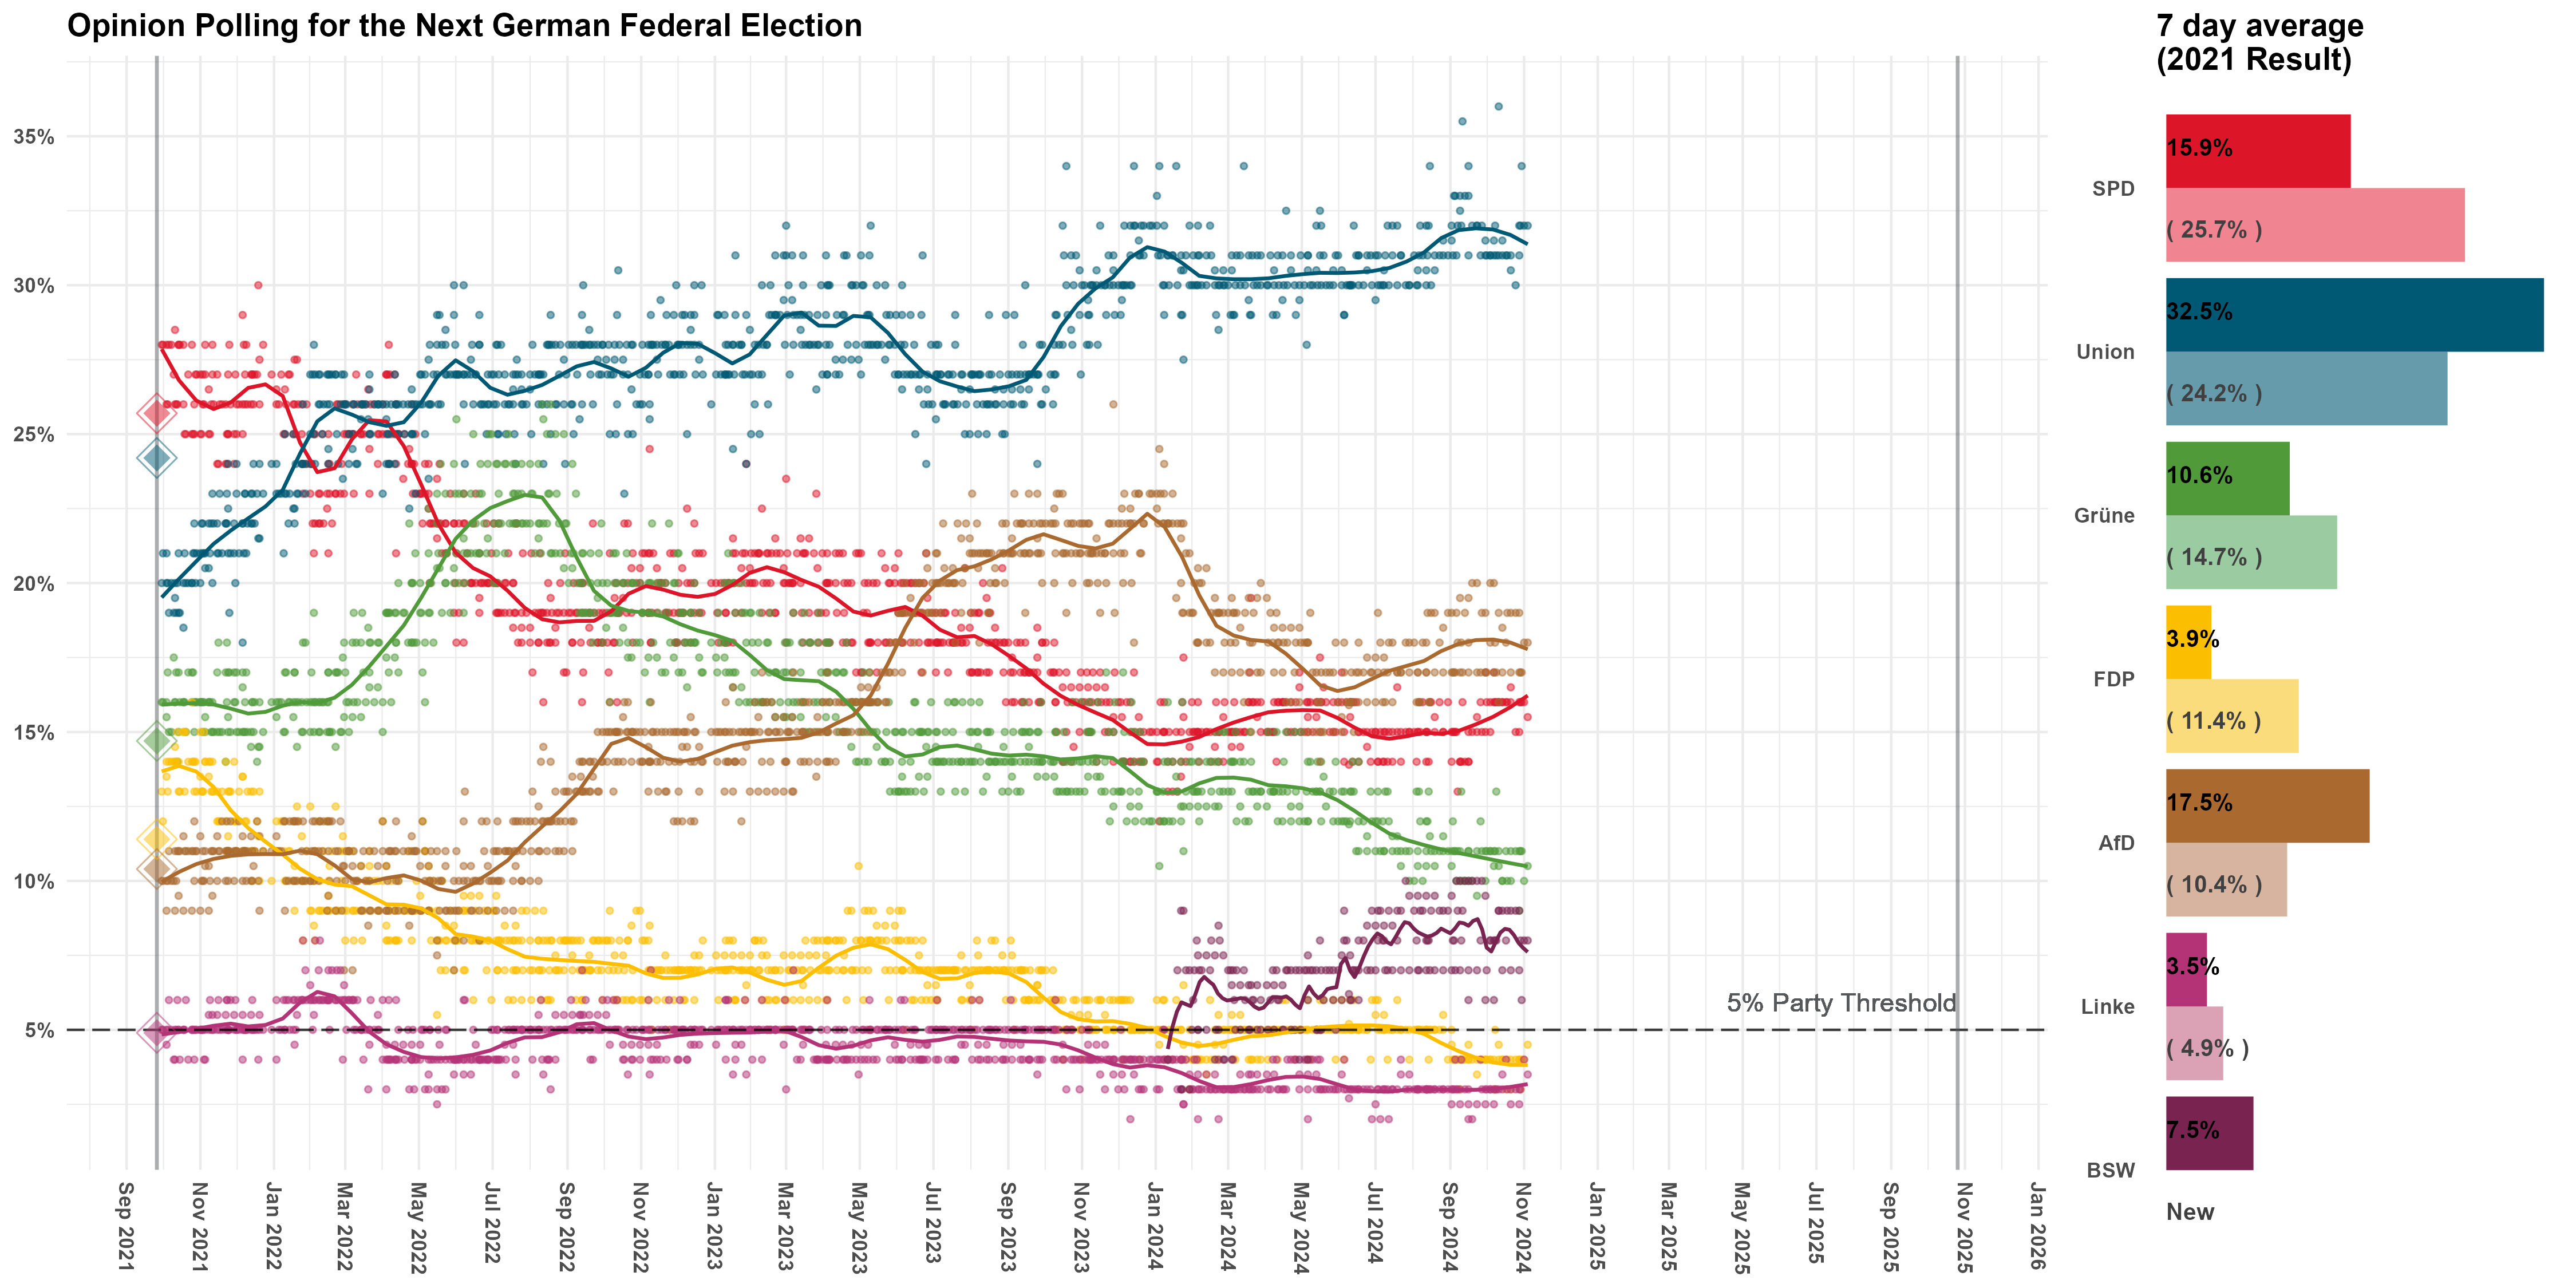 Opinion Polling for the Next German Federal Election
7 day average
(2021 Result)
35%
30%
25%
20%
15%
10%
5%
5% Party Threshold
Sep 2021
Nov 2021
Jan 2022
Mar 2022
May 2022
Jul 2022
Sep 2022
Nov 2022
Jan 2023
Mar 2023
May 2023
Jul 2023
Sep 2023
Nov 2023
Jan 2024
Mar 2024
May 2024
Jul 2024
Sep 2024
Nov 2024
Jan 2025
Mar 2025
May 2025
Jul 2025
Sep 2025
Nov 2025
Jan 2026
SPD
15.9%
( 25.7% )
Union
32.5%
( 24.2% )
Grüne
10.6%
( 14.7% )
FDP
3.9%
( 11.4% )
AfD
17.5%
( 10.4% )
Linke
3.5%
( 4.9% )
BSW
7.5%
New